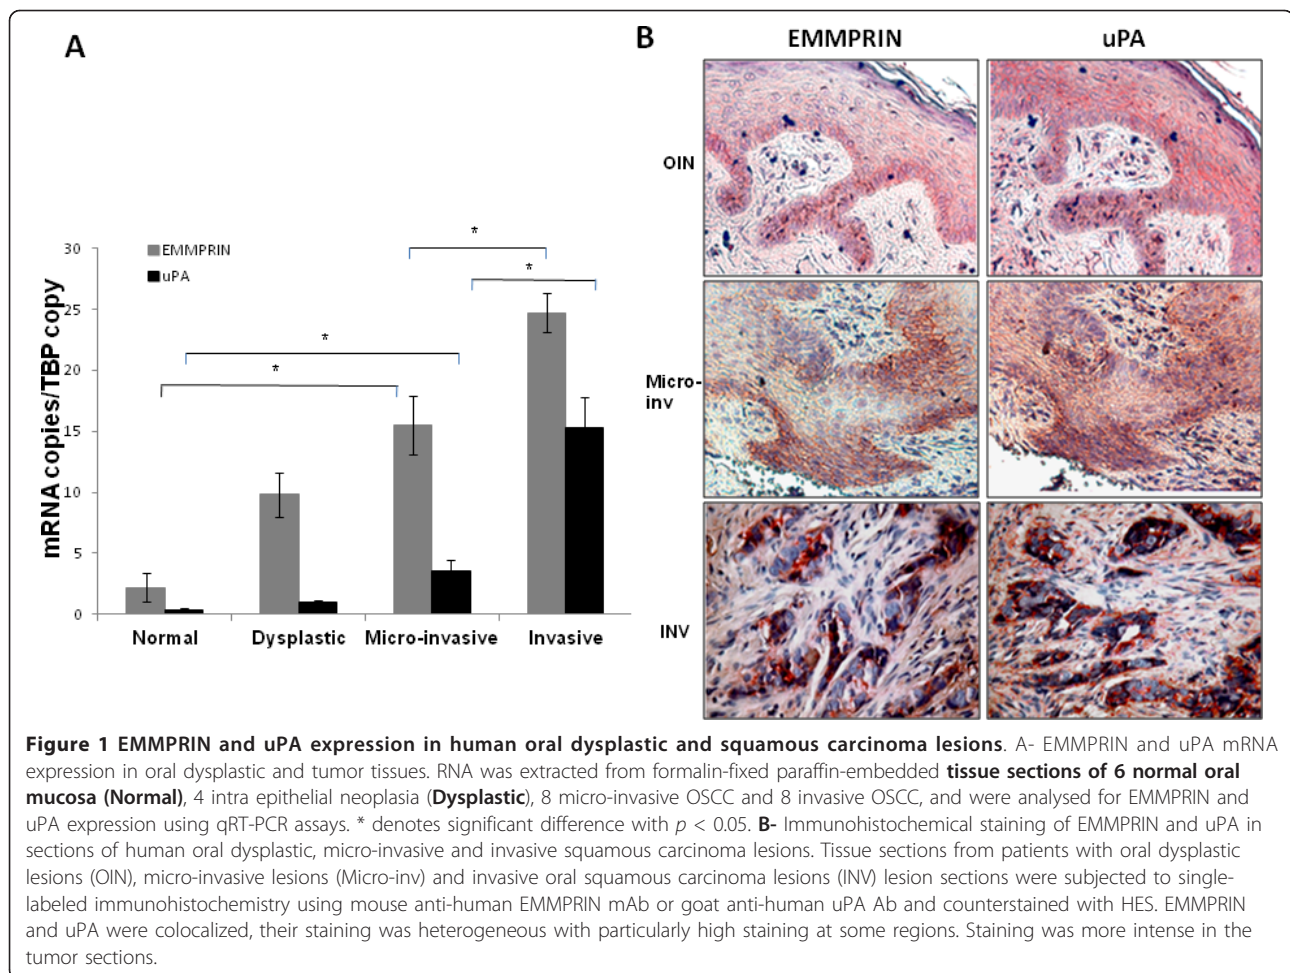 A
30
25
20
15
10
5
0
mRNA copies/TBP copy
EMMPRIN
uPA
*
*
*
*
Normal
Dysplastic
Micro-invasive
Invasive
B
EMMPRIN
uPA
OIN
Micro-
inv
INV
Figure 1 EMMPRIN and uPA expression in human oral dysplastic and squamous carcinoma lesions. A- EMMPRIN and uPA mRNA
expression in oral dysplastic and tumor tissues. RNA was extracted from formalin-fixed paraffin-embedded tissue sections of 6 normal oral
mucosa (Normal), 4 intra epithelial neoplasia (Dysplastic), 8 micro-invasive OSCC and 8 invasive OSCC, and were analysed for EMMPRIN and
uPA expression using qRT-PCR assays. * denotes significant difference with p < 0.05. B- Immunohistochemical staining of EMMPRIN and uPA in
sections of human oral dysplastic, micro-invasive and invasive squamous carcinoma lesions. Tissue sections from patients with oral dysplastic
lesions (OIN), micro-invasive lesions (Micro-inv) and invasive oral squamous carcinoma lesions (INV) lesion sections were subjected to single-
labeled immunohistochemistry using mouse anti-human EMMPRIN mAb or goat anti-human uPA Ab and counterstained with HES. EMMPRIN
and uPA were colocalized, their staining was heterogeneous with particularly high staining at some regions. Staining was more intense in the
tumor sections.